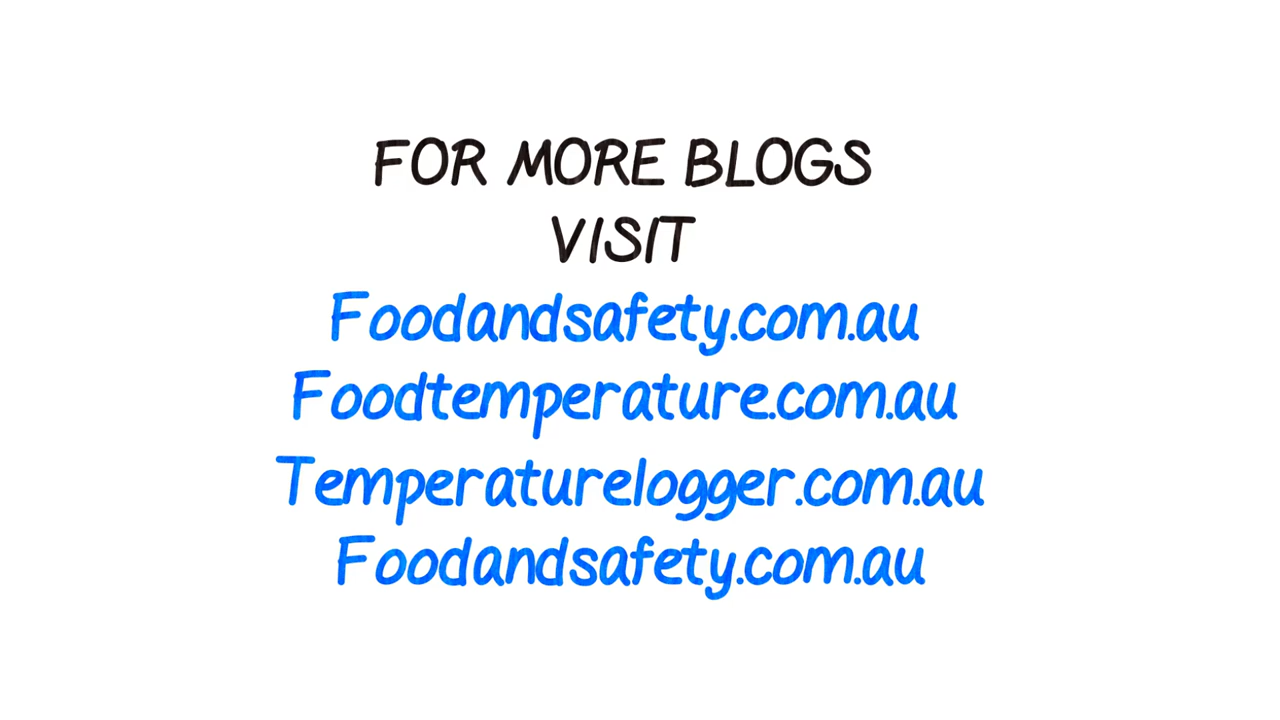 FOR MORE BLOGS
VISIT
Foodandsafety.com.au
Foodtemperature.com.au
Temperaturelogger.com.au
Foodandsafety.com.au